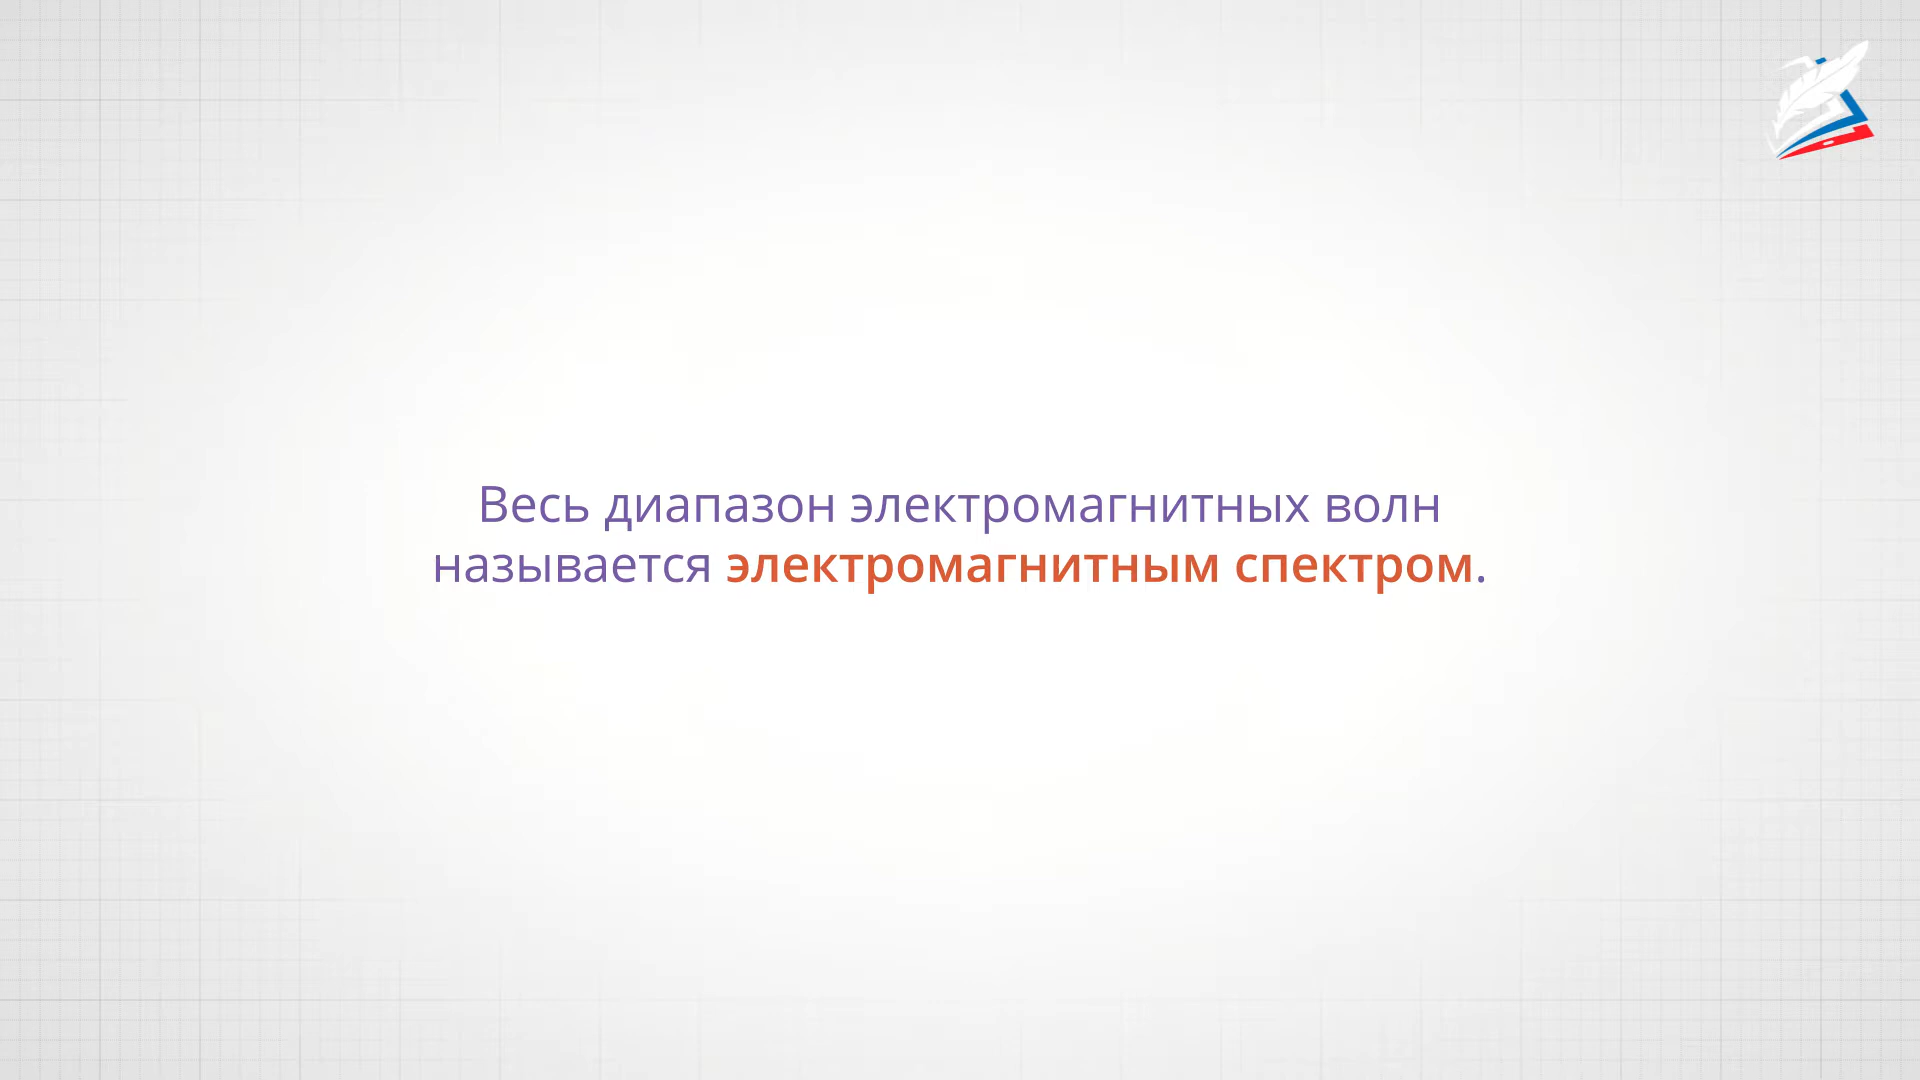 Весь диапазон электромагнитных волн
называется электромагнитным спектром.